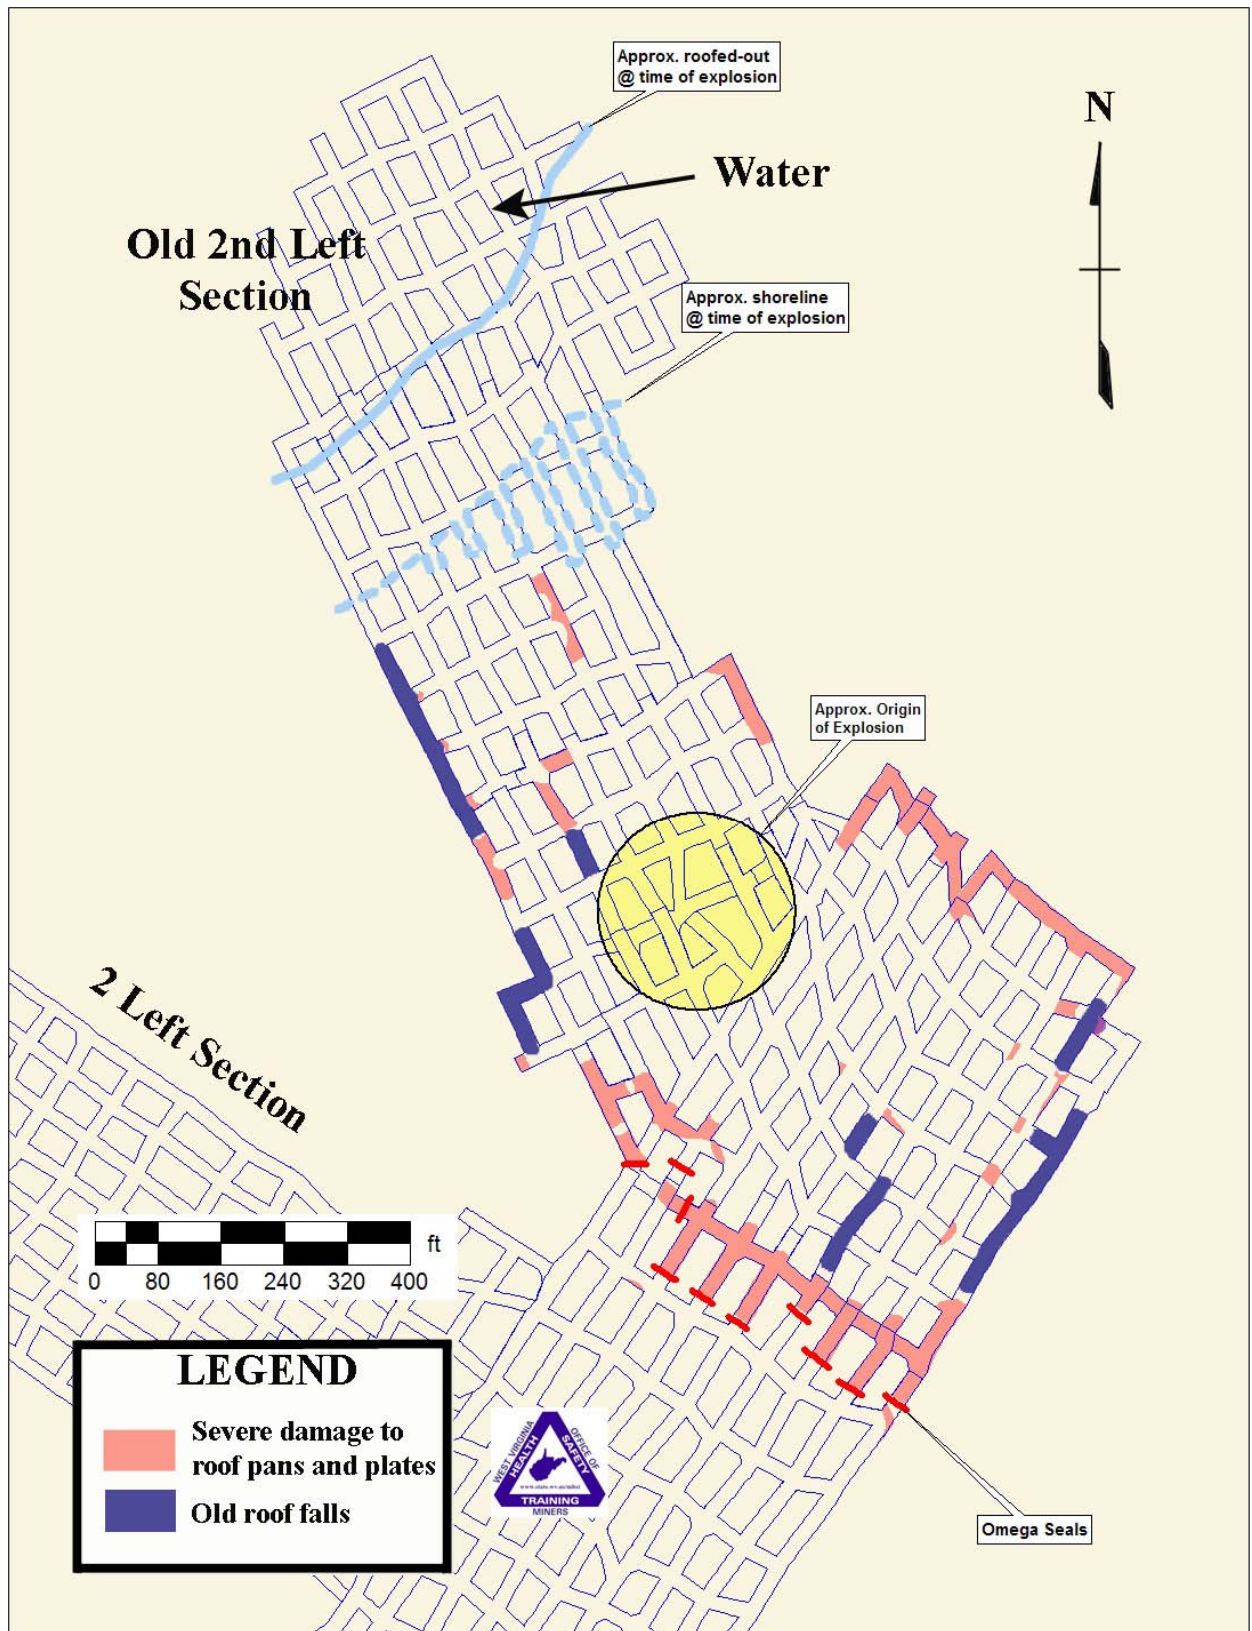 Approx. roofed-out
@ time of explosion
N
Water
Old 2nd Left
Section
Approx. shoreline
@ time of explosion
Approx. Origin
of Explosion
2 Left Section
ft
0 80 160 240 320 400
LEGEND
Severe damage to
roof pans and plates
Old roof falls
WEST VIRGINIA
OFFICE OF
HEALTH
SAFETY
TRAINING
MINERS
Omega Seals